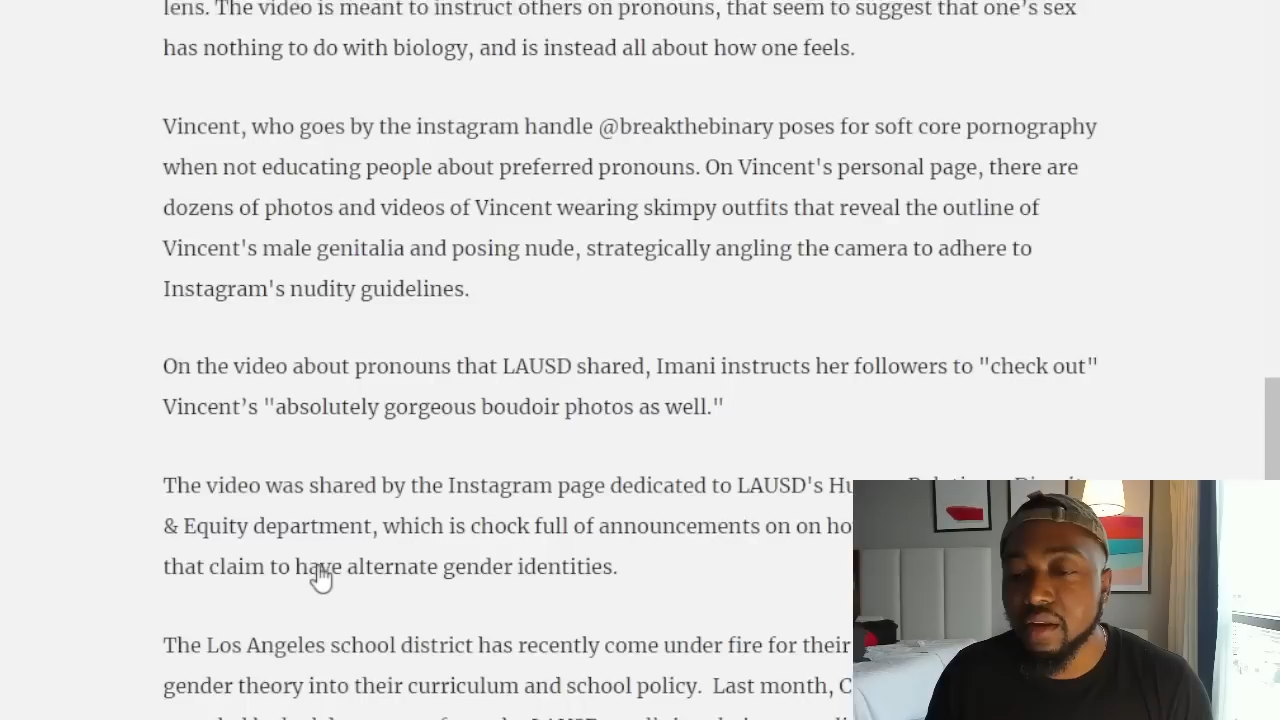 lens. The video is meant to instruct others on pronouns, that seem to suggest that one's sex
has nothing to do with biology, and is instead all about how one feels.
Vincent, who goes by the instagram handle @breakthebinary poses for soft core pornography
when not educating people about preferred pronouns. On Vincent's personal page, there are
dozens of photos and videos of Vincent wearing skimpy outfits that reveal the outline of
Vincent's male genitalia and posing nude, strategically angling the camera to adhere to
Instagram's nudity guidelines.
On the video about pronouns that LAUSD shared, Imani instructs her followers to "check out"
Vincent’s "absolutely gorgeous boudoir photos as well."
The video was shared by the Instagram page dedicated to LAUSD's
& Equity department, which is chock full of announcements on on
that claim to have alternate gender identities.
The Los Angeles school district has recently come under fire for their
gender theory into their curriculum and school policy. Last month,